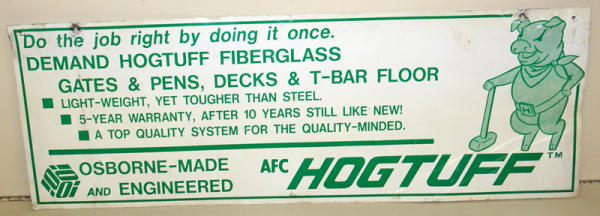 Do the job right by doing it once.
DEMAND HOGTUFF FIBERGLASS
GATES & PENS, DECKS & T-BAR FLOOR
■ LIGHT-WEIGHT, YET TOUGHER THAN STEEL.
■ 5-YEAR WARRANTY, AFTER 10 YEARS STILL LIKE NEW!
■ A TOP QUALITY SYSTEM FOR THE QUALITY-MINDED.
OSBORNE-MADE
AND ENGINEERED
AFC HOGTUFF™
H